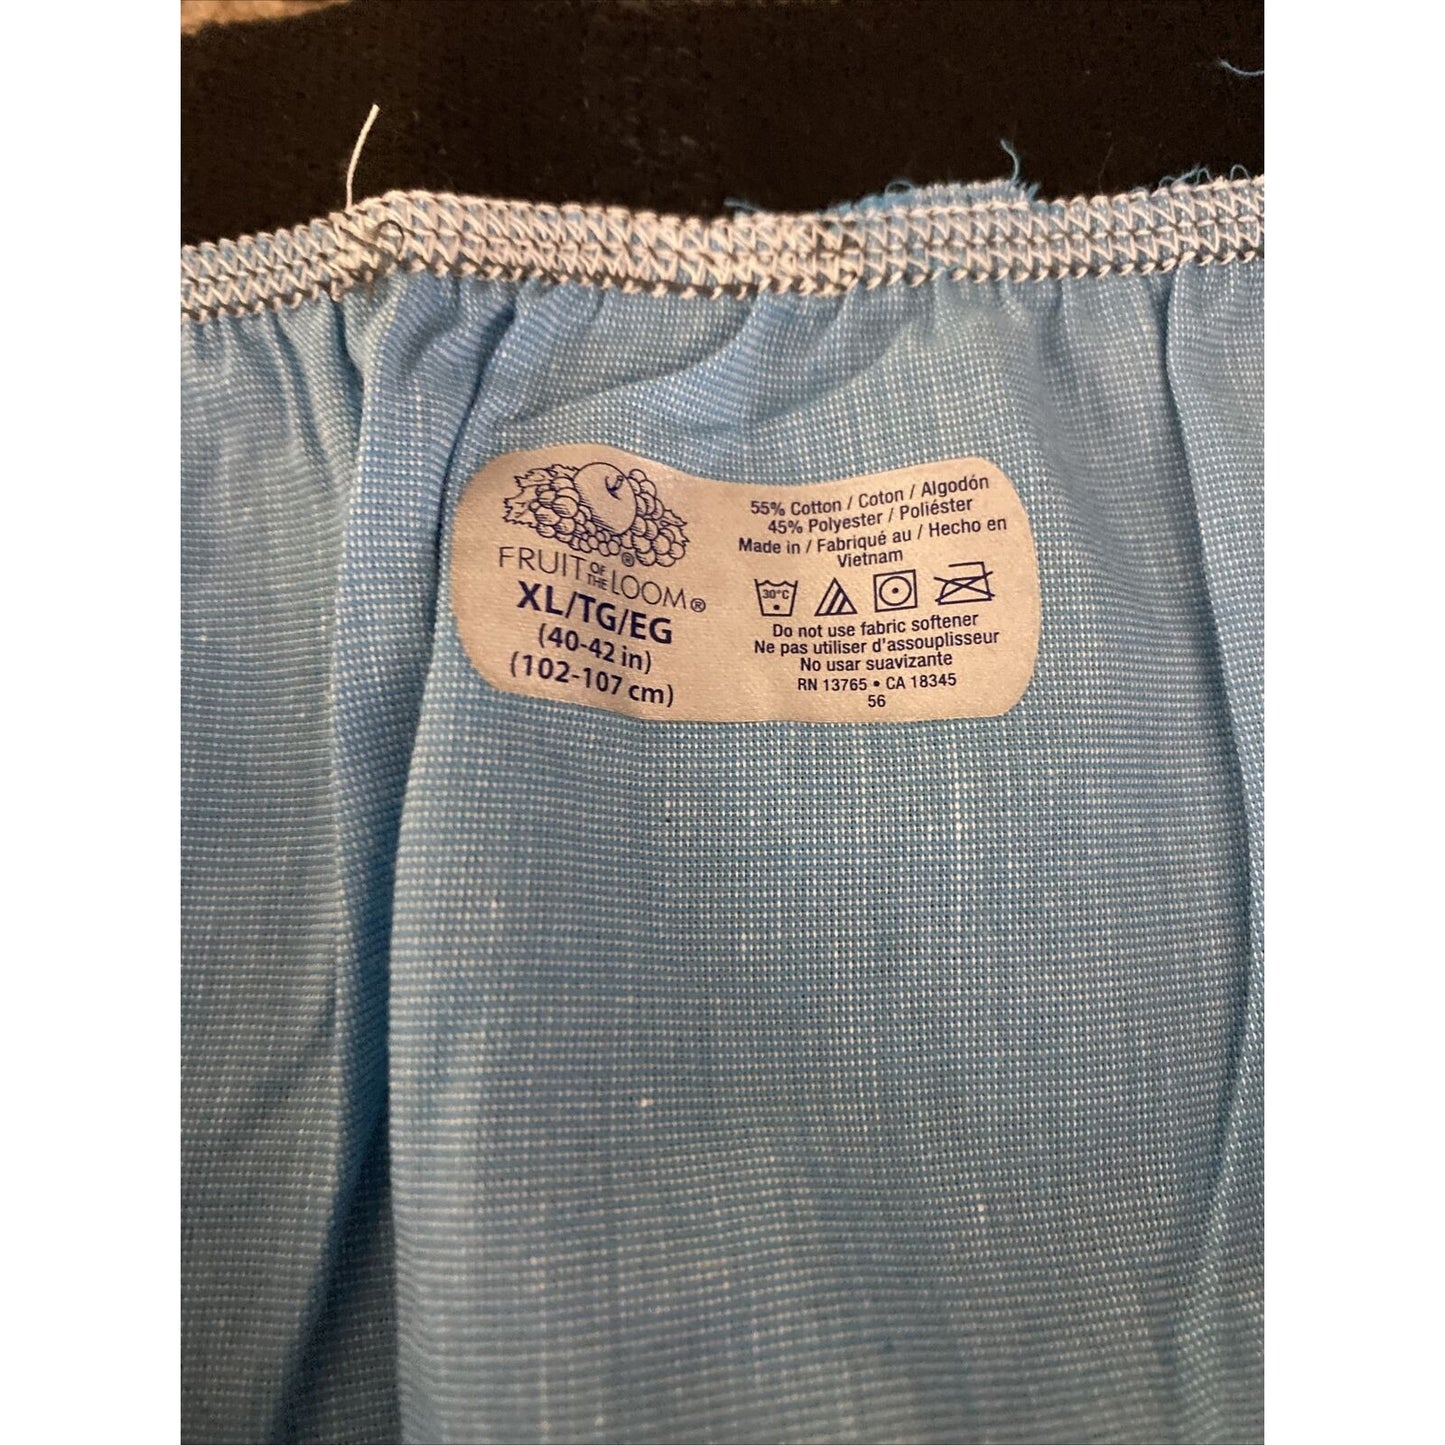 FRUIT OF THE LOOM®
XL/TG/EG
(40-42 in)
(102-107 cm)
55% Cotton / Coton / Algodón
45% Polyester / Poliéster
Made in / Fabriqué au / Hecho en
Vietnam
30°C
Do not use fabric softener
Ne pas utiliser d'assouplisseur
No usar suavizante
RN 13765 • CA 18345
56